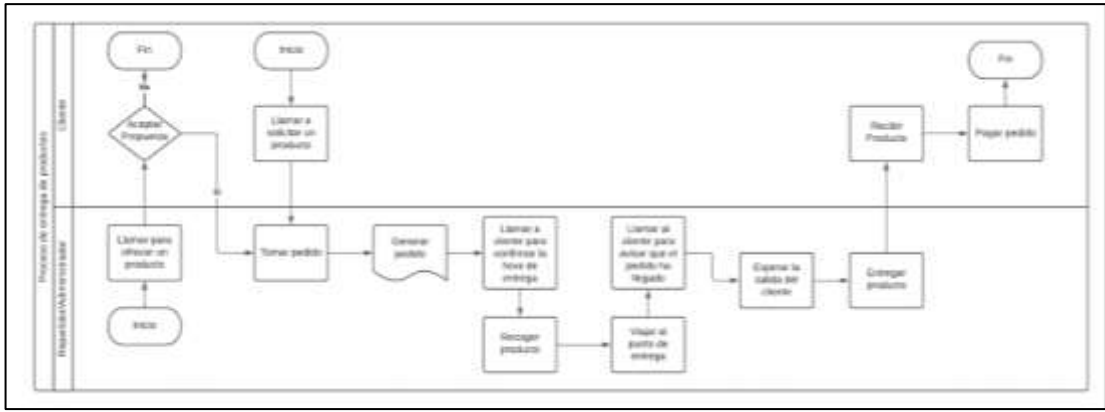 Proceso de entrega de productos
Cliente
Fin
No
Aceptar
Propuesta
Si
Inicio
Llamar a
solicitar un
producto
Recibir
Producto
Pagar pedido
Fin
Repartidor/Administrador
Llamar para
ofrecer un
producto
Inicio
Tomar pedido
Generar
pedido
Llamar a
cliente para
confirmar la
hora de
entrega
Recoger
producto
Viajar al
punto de
entrega
Llamar al
cliente para
avisar que el
pedido ha
llegado
Esperar la
salida del
cliente
Entregar
producto